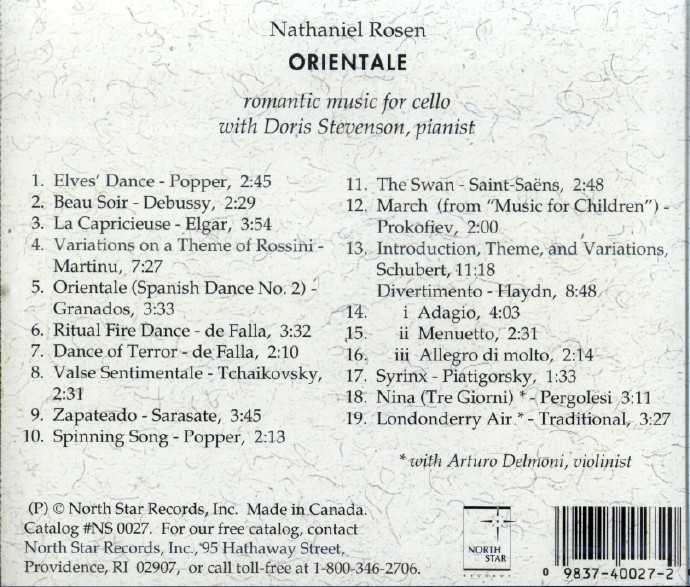 Nathaniel Rosen
ORIENTALE
romantic music for cello
with Doris Stevenson, pianist
1. Elves' Dance - Popper, 2:45
2. Beau Soir - Debussy, 2:29
3. La Capricieuse - Elgar, 3:54
4. Variations on a Theme of Rossini -
Martinu, 7:27
5. Orientale (Spanish Dance No. 2) -
Granados, 3:33
6. Ritual Fire Dance - de Falla, 3:32
7. Dance of Terror - de Falla, 2:10
8. Valse Sentimentale - Tchaikovsky,
2:31
9. Zapateado - Sarasate, 3:45
10. Spinning Song - Popper, 2:13
11. The Swan - Saint-Saëns, 2:48
12. March (from "Music for Children") -
Prokofiev, 2:00
13. Introduction, Theme, and Variations,
Schubert, 11:18
Divertimento - Haydn, 8:48
14. i Adagio, 4:03
15. ii Menuetto, 2:31
16. iii Allegro di molto, 2:14
17. Syrinx - Piatigorsky, 1:33
18. Nina (Tre Giorni) * - Pergolesi 3:11
19. Londonderry Air * - Traditional, 3:27
* with Arturo Delmoni, violinist
(P) © North Star Records, Inc. Made in Canada.
Catalog #NS 0027. For our free catalog, contact
North Star Records, Inc., 95 Hathaway Street,
Providence, RI 02907, or call toll-free at 1-800-346-2706.
NORTH
STAR
RECORDS
0 9837-40027-2